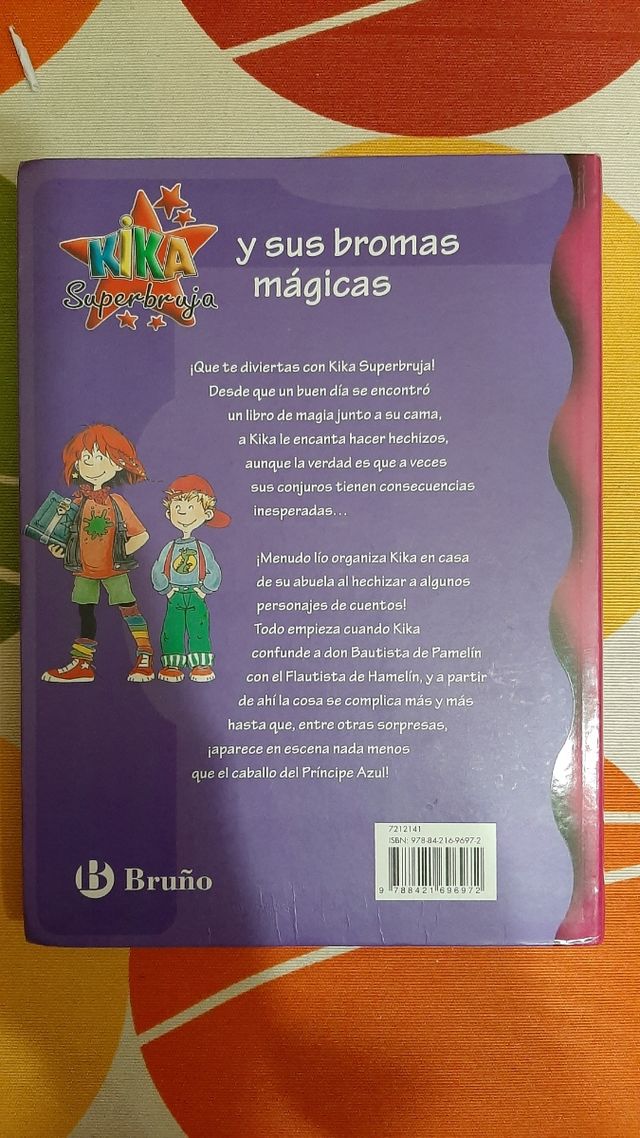 KiKA
Superbruja
y sus bromas
mágicas
¡Que te diviertas con Kika Superbruja!
Desde que un buen día se encontró
un libro de magia junto a su cama,
a Kika le encanta hacer hechizos,
aunque la verdad es que a veces
sus conjuros tienen consecuencias
inesperadas...
¡Menudo lío organiza Kika en casa
de su abuela al hechizar a algunos
personajes de cuentos!
Todo empieza cuando Kika
confunde a don Bautista de Pamelín
con el Flautista de Hamelín, y a partir
de ahí la cosa se complica más y más
hasta que, entre otras sorpresas,
¡aparece en escena nada menos
que el caballo del Príncipe Azul!
7212141
ISBN: 978-84-216-9697-2
9 788421 696972
B Bruño